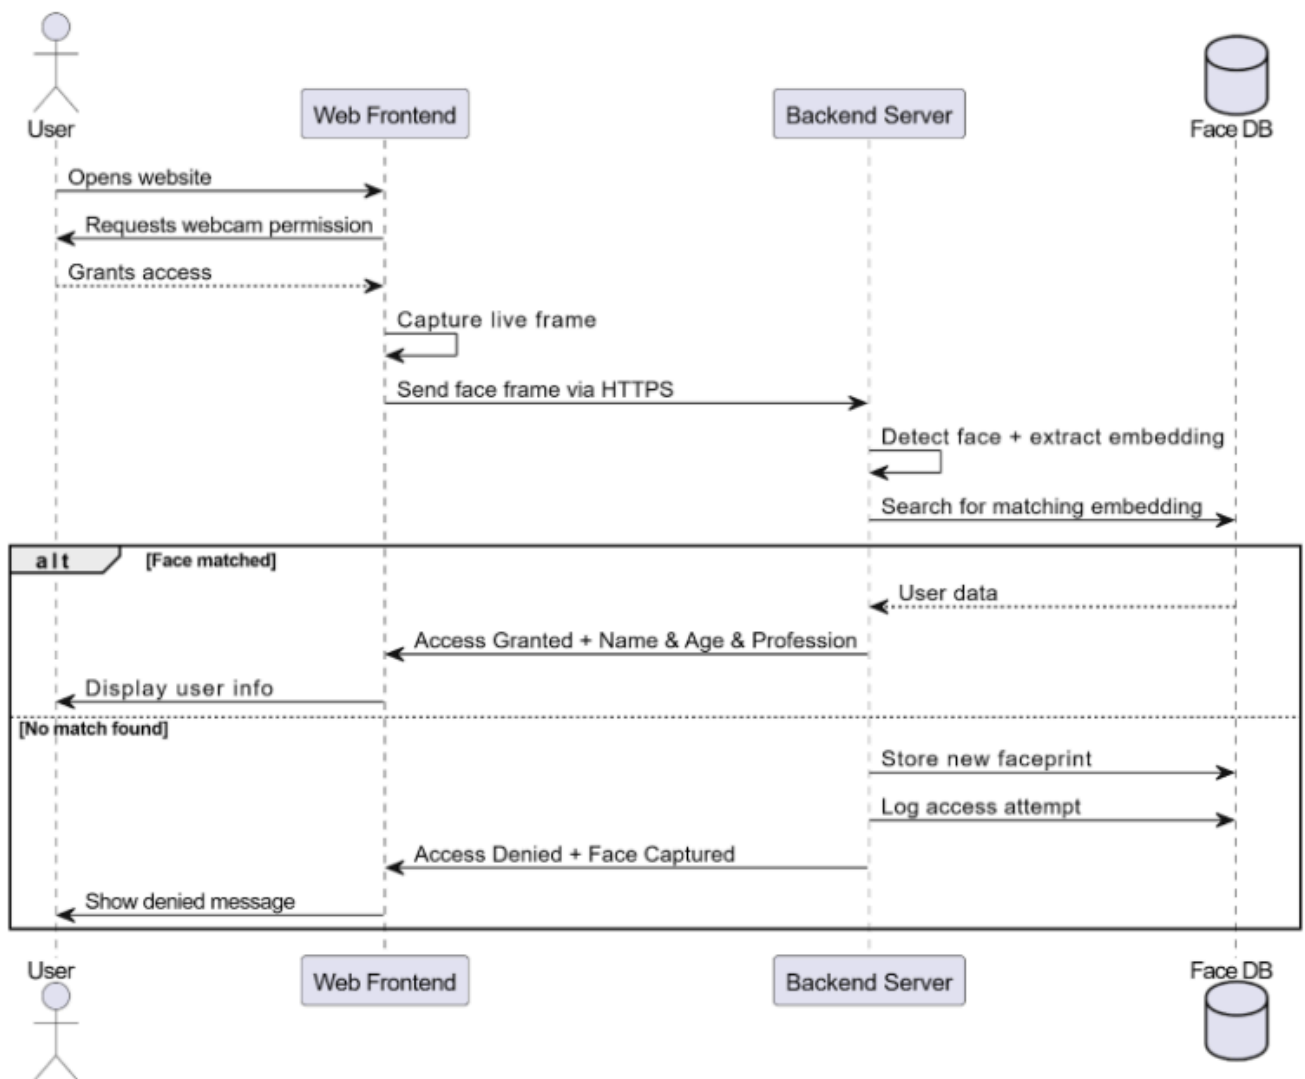 User
Web Frontend
Backend Server
Face DB
Opens website
Requests webcam permission
Grants access
Capture live frame
Send face frame via HTTPS
Detect face + extract embedding
Search for matching embedding
alt
[Face matched]
User data
Access Granted + Name & Age & Profession
Display user info
[No match found]
Store new faceprint
Log access attempt
Access Denied + Face Captured
Show denied message
User
Web Frontend
Backend Server
Face DB